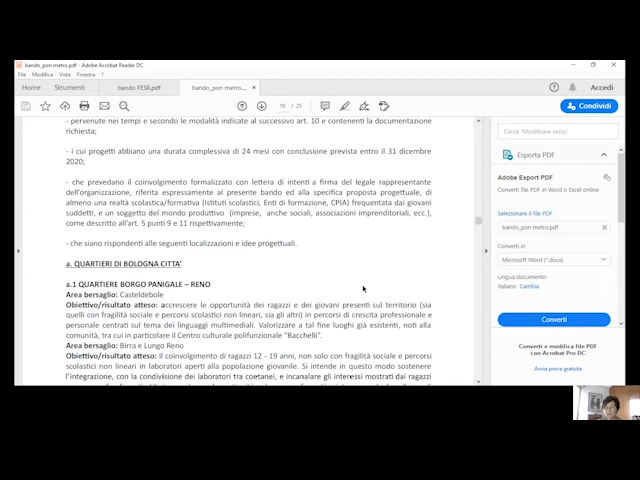 bando_pon metro.pdf - Adobe Acrobat Reader DC
File Modifica Vista Finestra ?
Home Strumenti bando FESR.pdf bando_pon metro.... × Accedi
10 / 25 Condividi
- pervenute nei tempi e secondo le modalità indicate al successivo art. 10 e contenenti la documentazione
richiesta;
- i cui progetti abbiano una durata complessiva di 24 mesi con conclusione prevista entro il 31 dicembre
2020;
- che prevedano il coinvolgimento formalizzato con lettera di intenti a firma del legale rappresentante
dell'organizzazione, riferita espressamente al presente bando ed alla specifica proposta progettuale, di
almeno una realtà scolastica/formativa (Istituti scolastici, Enti di formazione, CPIA) frequentata dai giovani
suddetti, e un soggetto del mondo produttivo (imprese, anche sociali, associazioni imprenditoriali, ecc.),
come descritto all'art. 5 punti 9 e 11 rispettivamente;
- che siano rispondenti alle seguenti localizzazioni e idee progettuali.
a. QUARTIERI DI BOLOGNA CITTA'
a.1 QUARTIERE BORGO PANIGALE – RENO
Area bersaglio: Casteldebole
Obiettivo/risultato atteso: accrescere le opportunità dei ragazzi e dei giovani presenti sul territorio (sia
quelli con fragilità sociale e percorsi scolastici non lineari, sia gli altri) in percorsi di crescita professionale e
personale centrati sul tema dei linguaggi multimediali. Valorizzare a tal fine luoghi già esistenti, noti alla
comunità, tra cui in particolare il Centro culturale polifunzionale "Bacchelli".
Area bersaglio: Birra e Lungo Reno
Obiettivo/risultato atteso: Il coinvolgimento di ragazzi 12 - 19 anni, non solo con fragilità sociale e percorsi
scolastici non lineari in laboratori aperti alla popolazione giovanile. Si intende in questo modo sostenere
l'integrazione, con la condivisione dei laboratori tra coetanei, e incanalare gli interessi mostrati dai ragazzi
Cerca 'Modificare testo'
Esporta PDF
Adobe Export PDF
Converti file PDF in Word o Excel online
Selezionare il file PDF
bando_pon metro.pdf ×
Converti in
Microsoft Word (*.docx)
Lingua documento:
Italiano Cambia
Converti
Converti e modifica file PDF
con Acrobat Pro DC
Avvia prova gratuita